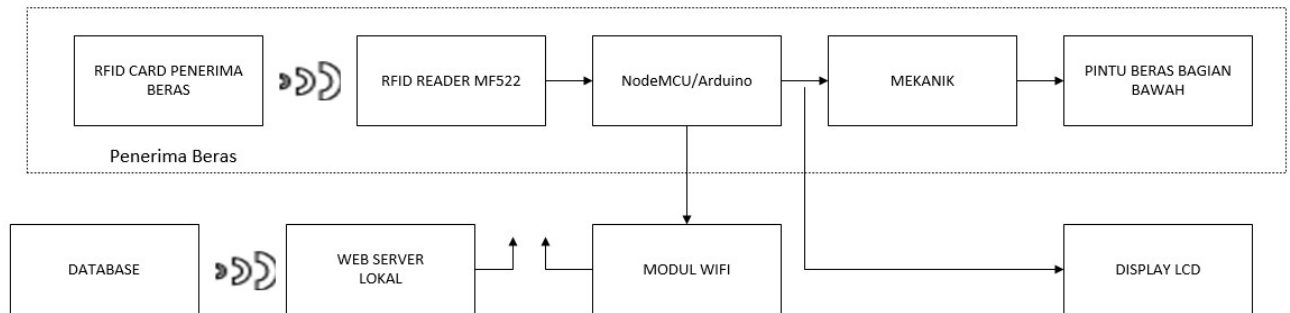 RFID CARD PENERIMA
BERAS
RFID READER MF522
NodeMCU/Arduino
MEKANIK
PINTU BERAS BAGIAN
BAWAH
Penerima Beras
DATABASE
WEB SERVER
LOKAL
MODUL WIFI
DISPLAY LCD